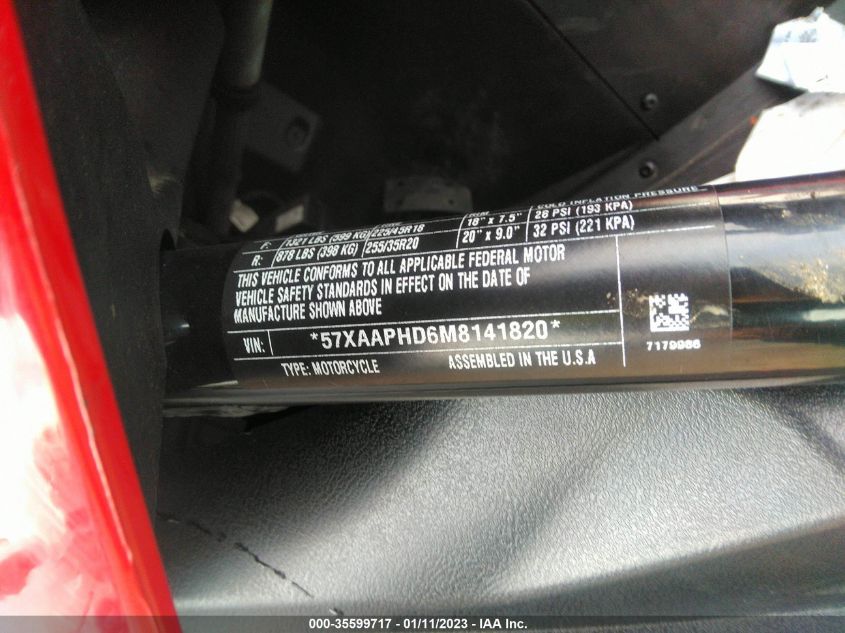 RIM COLD INFLATION PRESSURE
F: 1321 LBS (599 KG) 225/45R18 18" x 7.5" 26 PSI (193 KPA)
R: 878 LBS (398 KG) 255/35R20 20" x 9.0" 32 PSI (221 KPA)
THIS VEHICLE CONFORMS TO ALL APPLICABLE FEDERAL MOTOR
VEHICLE SAFETY STANDARDS IN EFFECT ON THE DATE OF
MANUFACTURE SHOWN ABOVE
VIN: *57XAAPHD6M8141820*
7179986
TYPE: MOTORCYCLE ASSEMBLED IN THE U.S.A
000-35599717 - 01/11/2023 - IAA Inc.